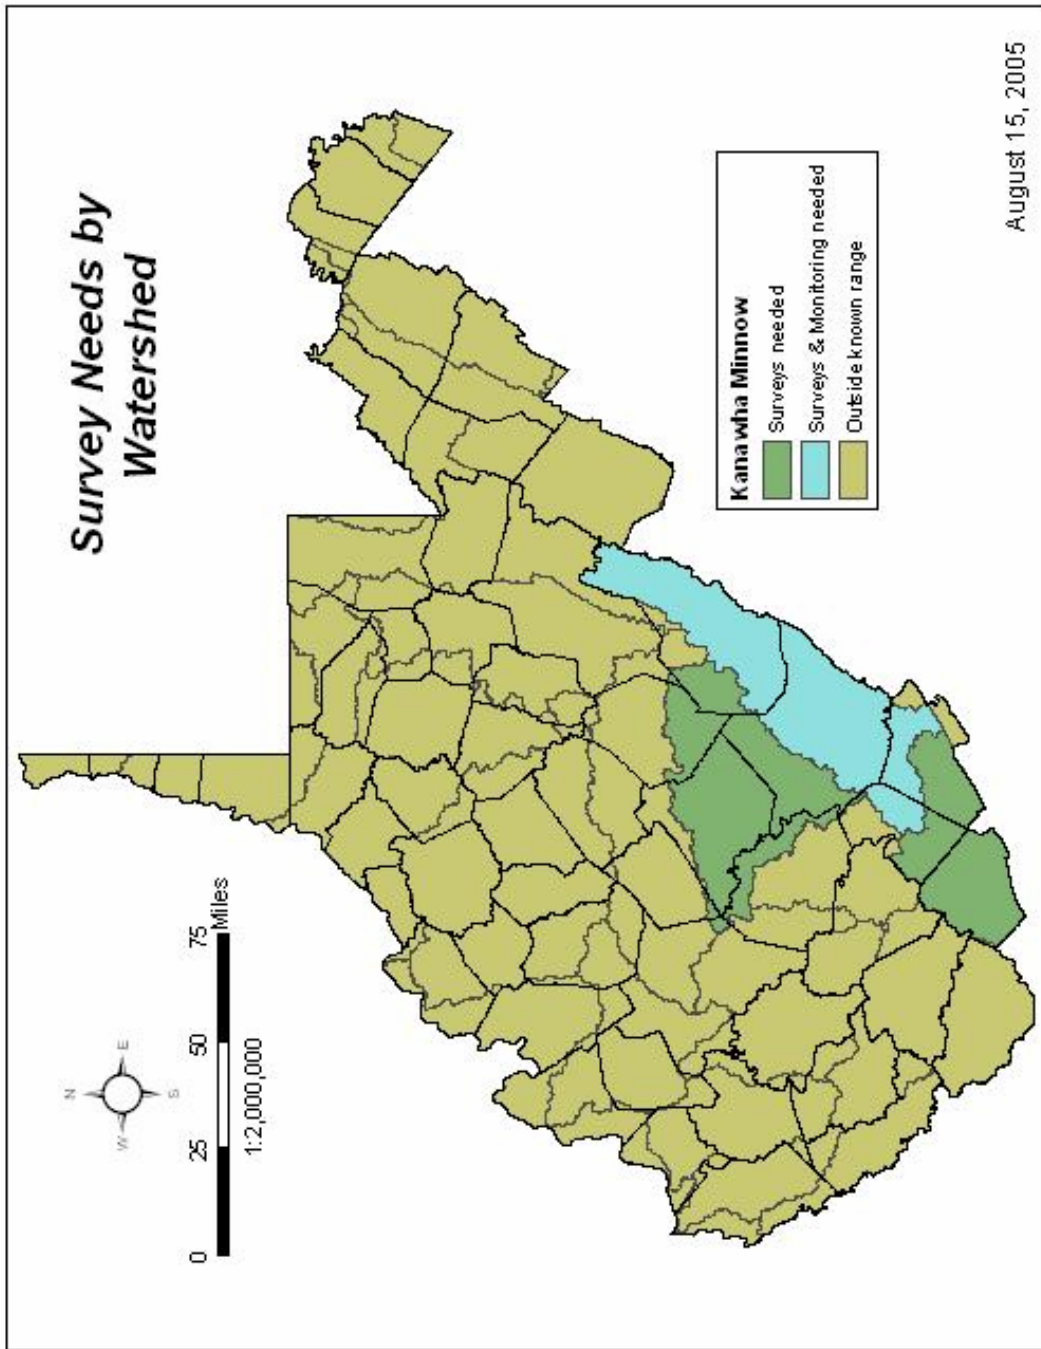 Survey Needs by
Watershed
N
W
E
S
0
25
50
75
Miles
1:2,000,000
Kanawha Minnow
Surveys needed
Surveys & Monitoring needed
Outside known range
August 15, 2005